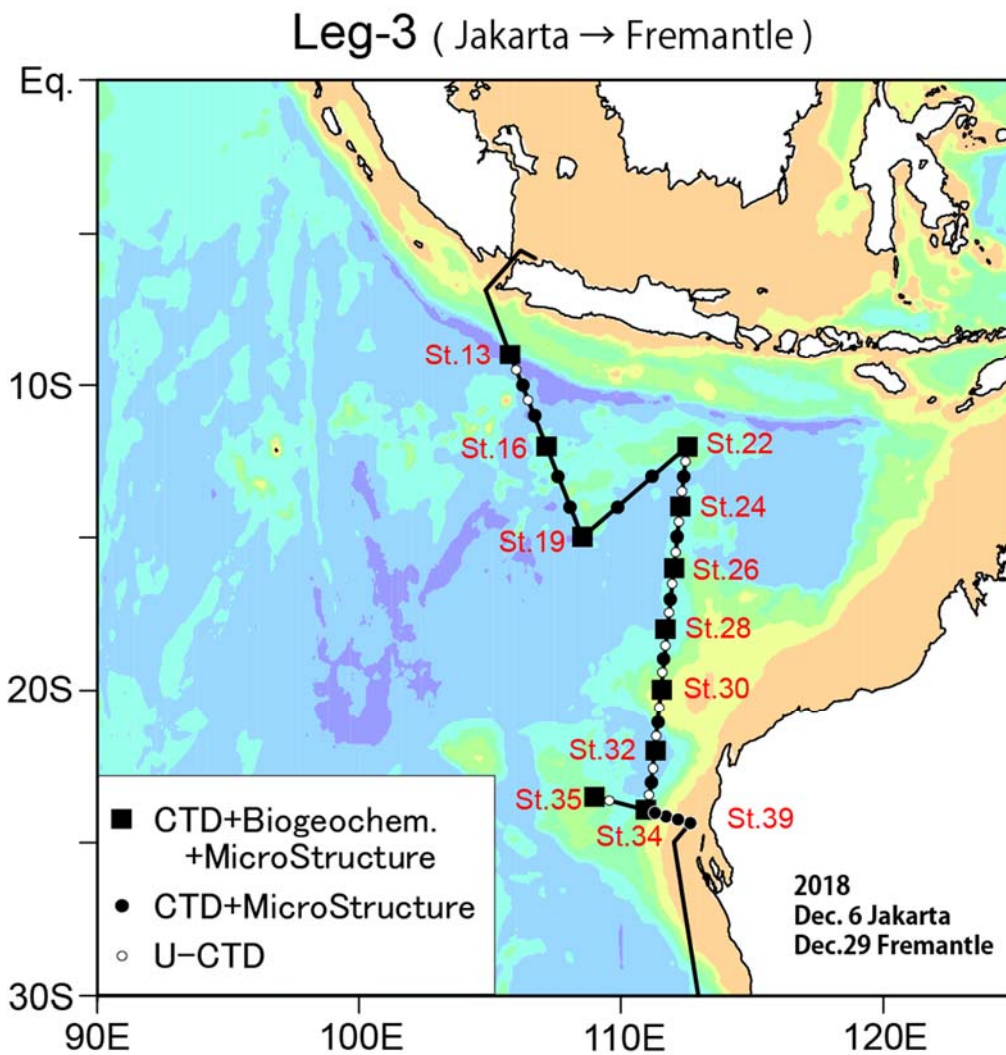 Leg-3 ( Jakarta → Fremantle )
Eq.
10S
20S
30S
90E
100E
110E
120E
St.13
St.16
St.19
St.22
St.24
St.26
St.28
St.30
St.32
St.35
St.34
St.39
CTD+Biogeochem.
+MicroStructure
CTD+MicroStructure
U-CTD
2018
Dec. 6 Jakarta
Dec.29 Fremantle